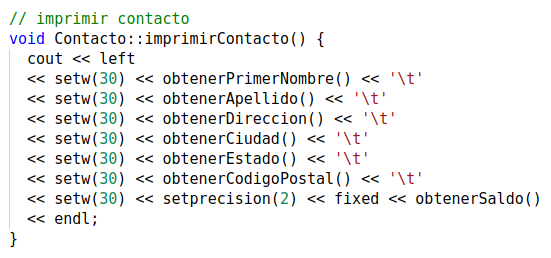 // imprimir contacto
void Contacto::imprimirContacto() {
  cout << left
  << setw(30) << obtenerPrimerNombre() << '\t'
  << setw(30) << obtenerApellido() << '\t'
  << setw(30) << obtenerDireccion() << '\t'
  << setw(30) << obtenerCiudad() << '\t'
  << setw(30) << obtenerEstado() << '\t'
  << setw(30) << obtenerCodigoPostal() << '\t'
  << setw(30) << setprecision(2) << fixed << obtenerSaldo()
  << endl;
}